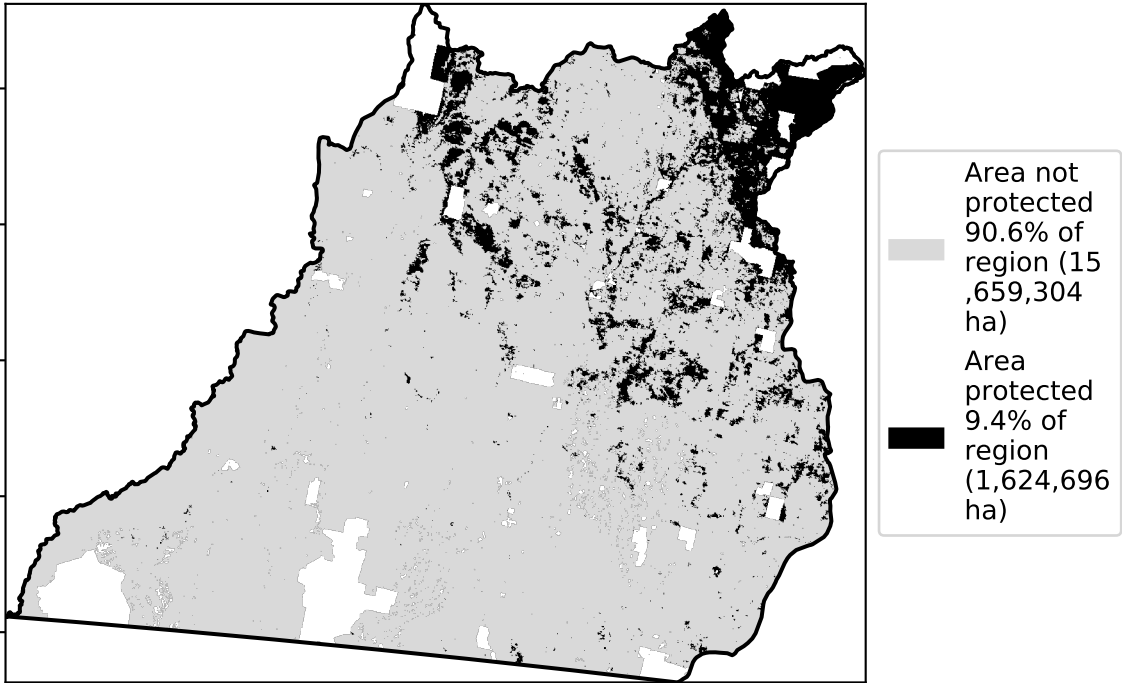 Area not
protected
90.6% of
region (15
,659,304
ha)
Area
protected
9.4% of
region
(1,624,696
ha)